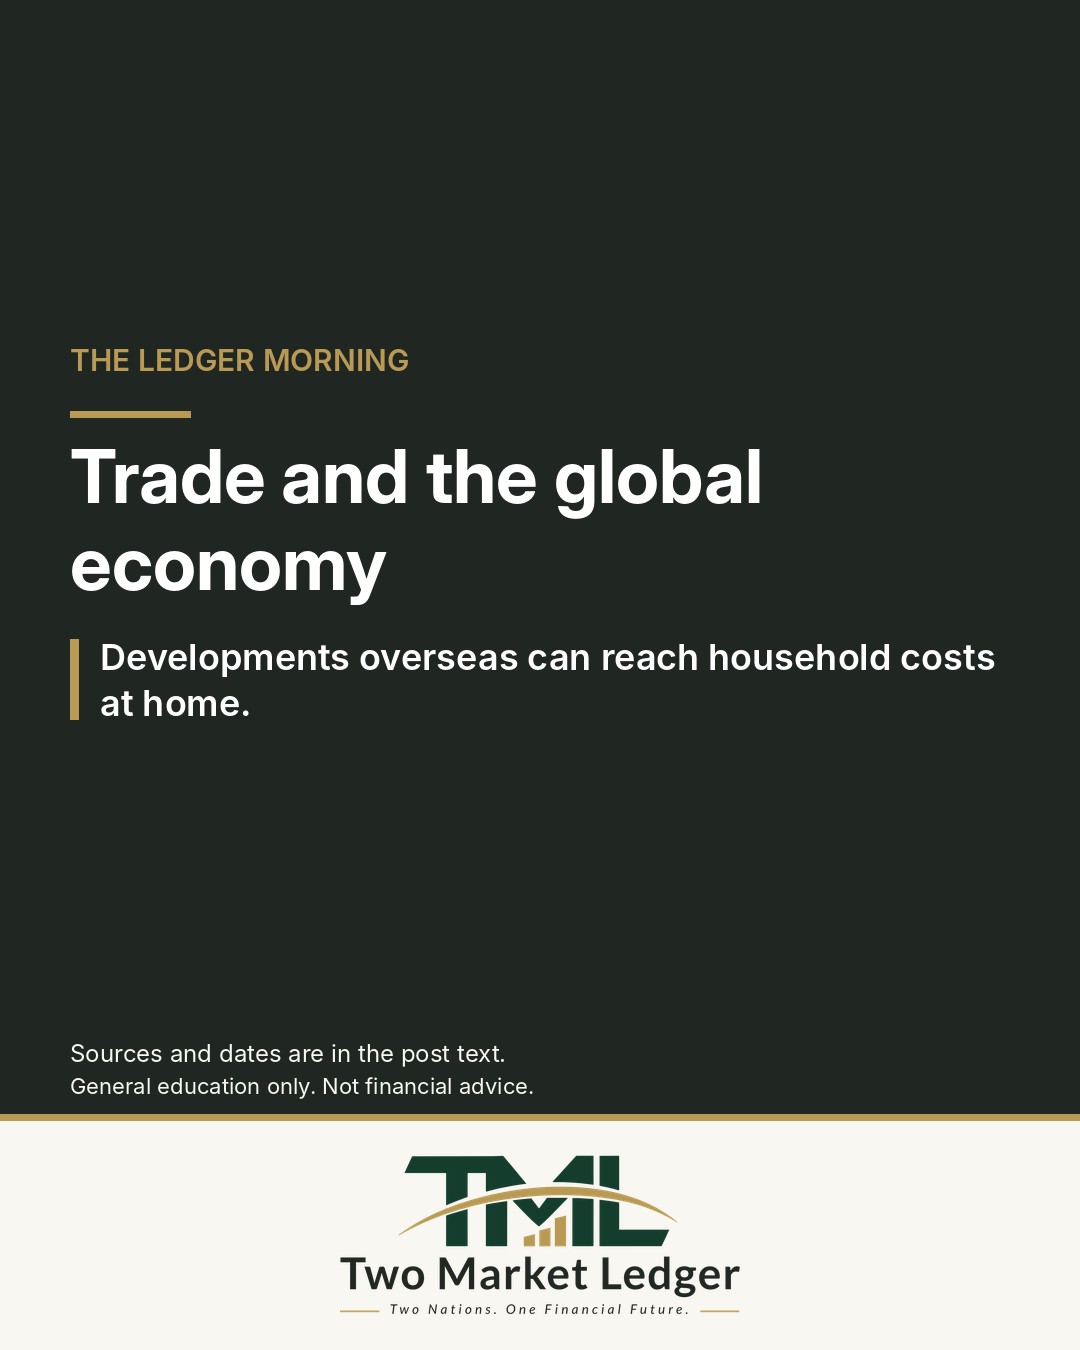 THE LEDGER MORNING
Trade and the global
economy
Developments overseas can reach household costs
at home.
Sources and dates are in the post text.
General education only. Not financial advice.
TML
Two Market Ledger
Two Nations. One Financial Future.